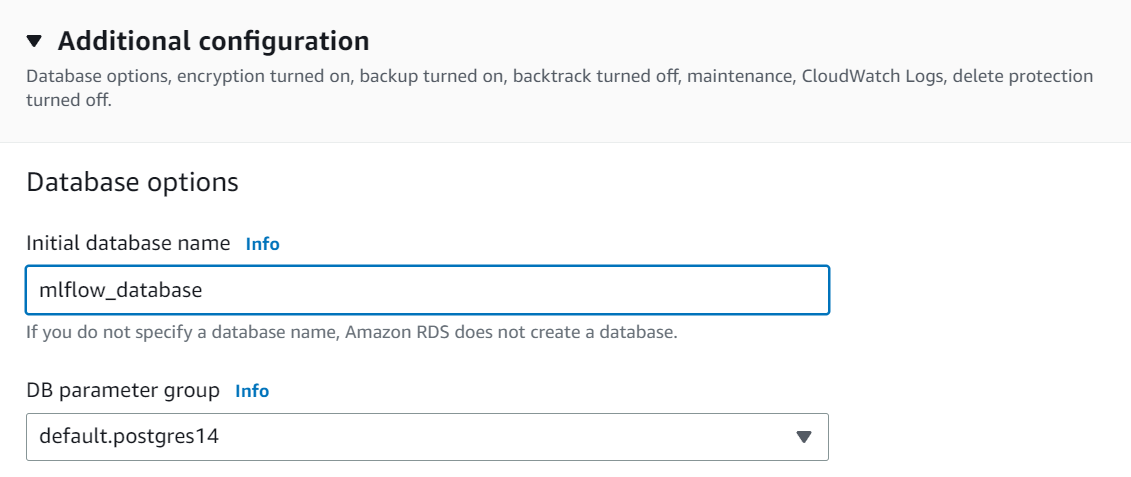 Additional configuration
Database options, encryption turned on, backup turned on, backtrack turned off, maintenance, CloudWatch Logs, delete protection
turned off.
Database options
Initial database name Info
mlflow_database
If you do not specify a database name, Amazon RDS does not create a database.
DB parameter group Info
default.postgres14